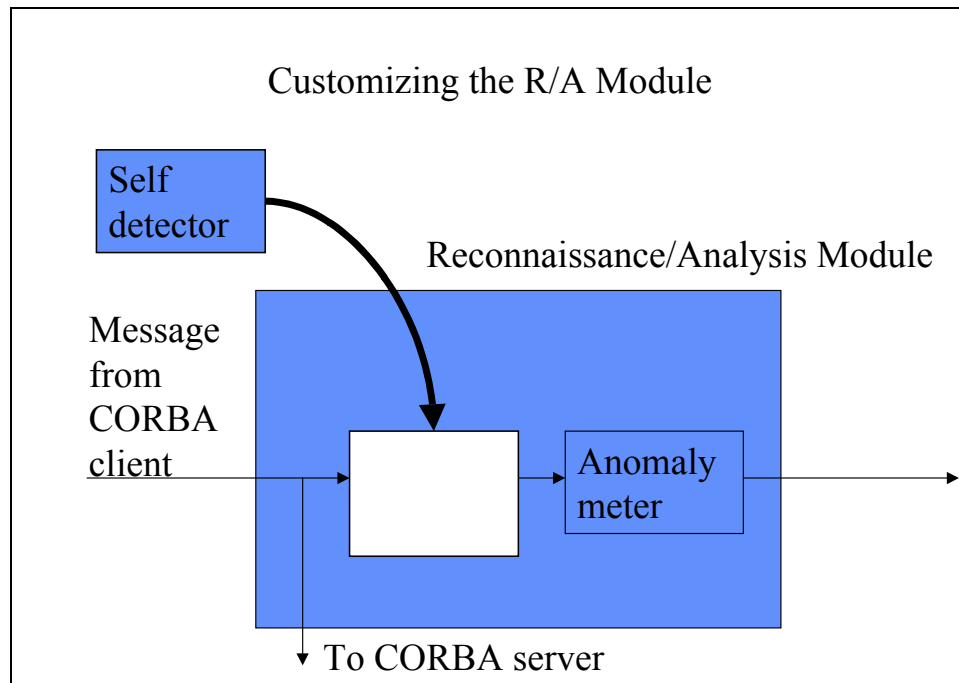 Customizing the R/A Module
Self
detector
Reconnaissance/Analysis Module
Message
from
CORBA
client
Anomaly
meter
To CORBA server